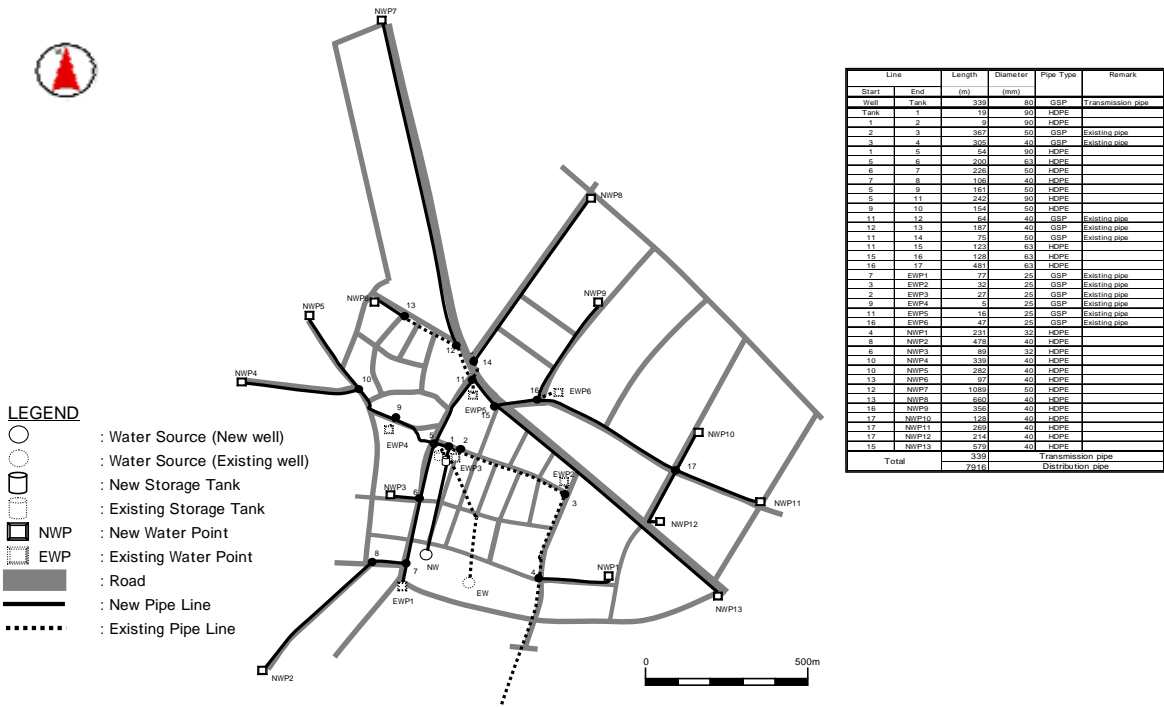 NWP7
NWP8
NWP9
NWP6
13
NWP5
12
14
11
NWP4
10
16
EWP6
EWP5
15
9
EWP4
5
1
2
EWP3
NWP10
17
EWP2
3
NWP3
6
NWP11
NWP12
8
7
NW
EW
4
NWP1
EWP1
NWP13
NWP2
0 500m
LEGEND
: Water Source (New well)
: Water Source (Existing well)
: New Storage Tank
: Existing Storage Tank
NWP : New Water Point
EWP : Existing Water Point
: Road
: New Pipe Line
: Existing Pipe Line
Line Length Diameter Pipe Type Remark
Start End (m) (mm)
Well Tank 339 80 GSP Transmission pipe
Tank 1 19 90 HDPE
1 2 9 90 HDPE
2 3 367 50 GSP Existing pipe
3 4 305 40 GSP Existing pipe
1 5 54 90 HDPE
5 6 200 63 HDPE
6 7 226 50 HDPE
7 8 106 40 HDPE
5 9 161 50 HDPE
5 11 242 90 HDPE
9 10 154 50 HDPE
11 12 64 40 GSP Existing pipe
12 13 187 40 GSP Existing pipe
11 14 75 50 GSP Existing pipe
11 15 123 63 HDPE
15 16 128 63 HDPE
16 17 481 63 HDPE
7 EWP1 77 25 GSP Existing pipe
3 EWP2 32 25 GSP Existing pipe
2 EWP3 27 25 GSP Existing pipe
9 EWP4 5 25 GSP Existing pipe
11 EWP5 16 25 GSP Existing pipe
16 EWP6 47 25 GSP Existing pipe
4 NWP1 231 32 HDPE
8 NWP2 478 40 HDPE
6 NWP3 89 32 HDPE
10 NWP4 339 40 HDPE
10 NWP5 282 40 HDPE
13 NWP6 97 40 HDPE
12 NWP7 1089 50 HDPE
13 NWP8 660 40 HDPE
16 NWP9 356 40 HDPE
17 NWP10 128 40 HDPE
17 NWP11 269 40 HDPE
17 NWP12 214 40 HDPE
15 NWP13 579 40 HDPE
Total 339 Transmission pipe
7916 Distribution pipe